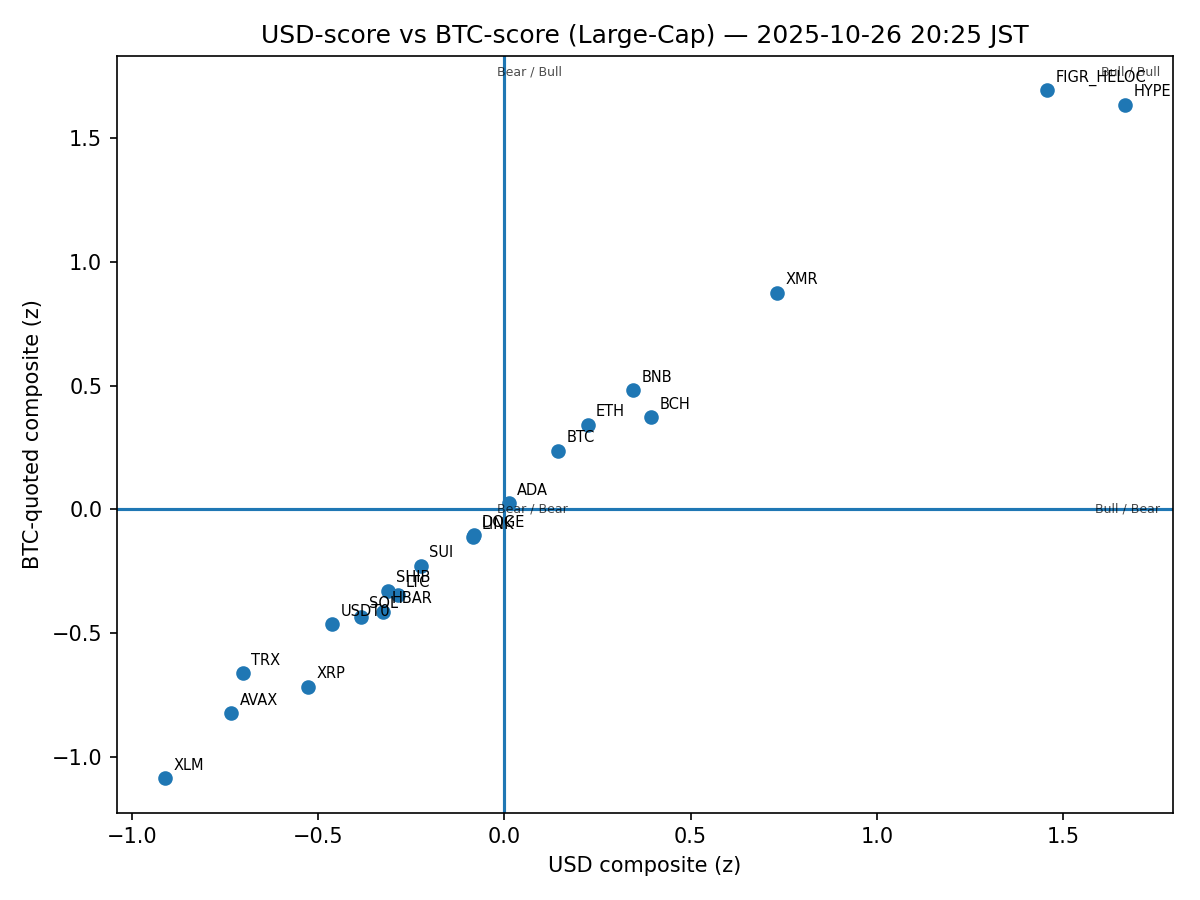 USD-score vs BTC-score (Large-Cap) — 2025-10-26 20:25 JST
Bear / Bull
Bull / Bull
FIGR_HELOC
HYPE
1.5
1.0
XMR
BNB
0.5
BCH
ETH
BTC
ADA
0.0
Bear / Bear
Bull / Bear
DOGE
LINK
SUI
SHIB
LTC
SOL
HBAR
USDT0
−0.5
TRX
XRP
AVAX
XLM
−1.0
−1.0
−0.5
0.0
0.5
1.0
1.5
USD composite (z)
BTC-quoted composite (z)